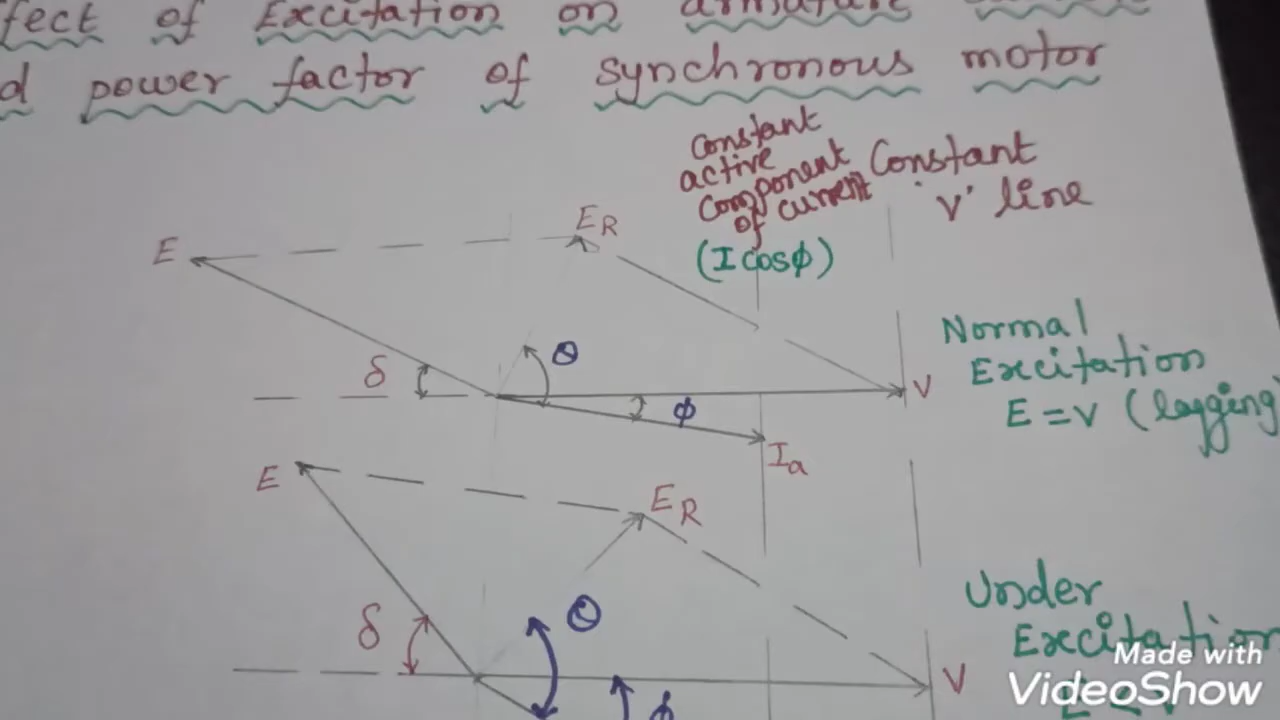 of Excitation on
power factor of synchronous motor
Constant
active
component
of current
(I cosϕ)
Constant
'V' line
E
E_R
δ
θ
ϕ
V
I_a
Normal
Excitation
E = V (lagging)
E
E_R
δ
θ
ϕ
V
Under
Excitation
E < V
Made with
VideoShow